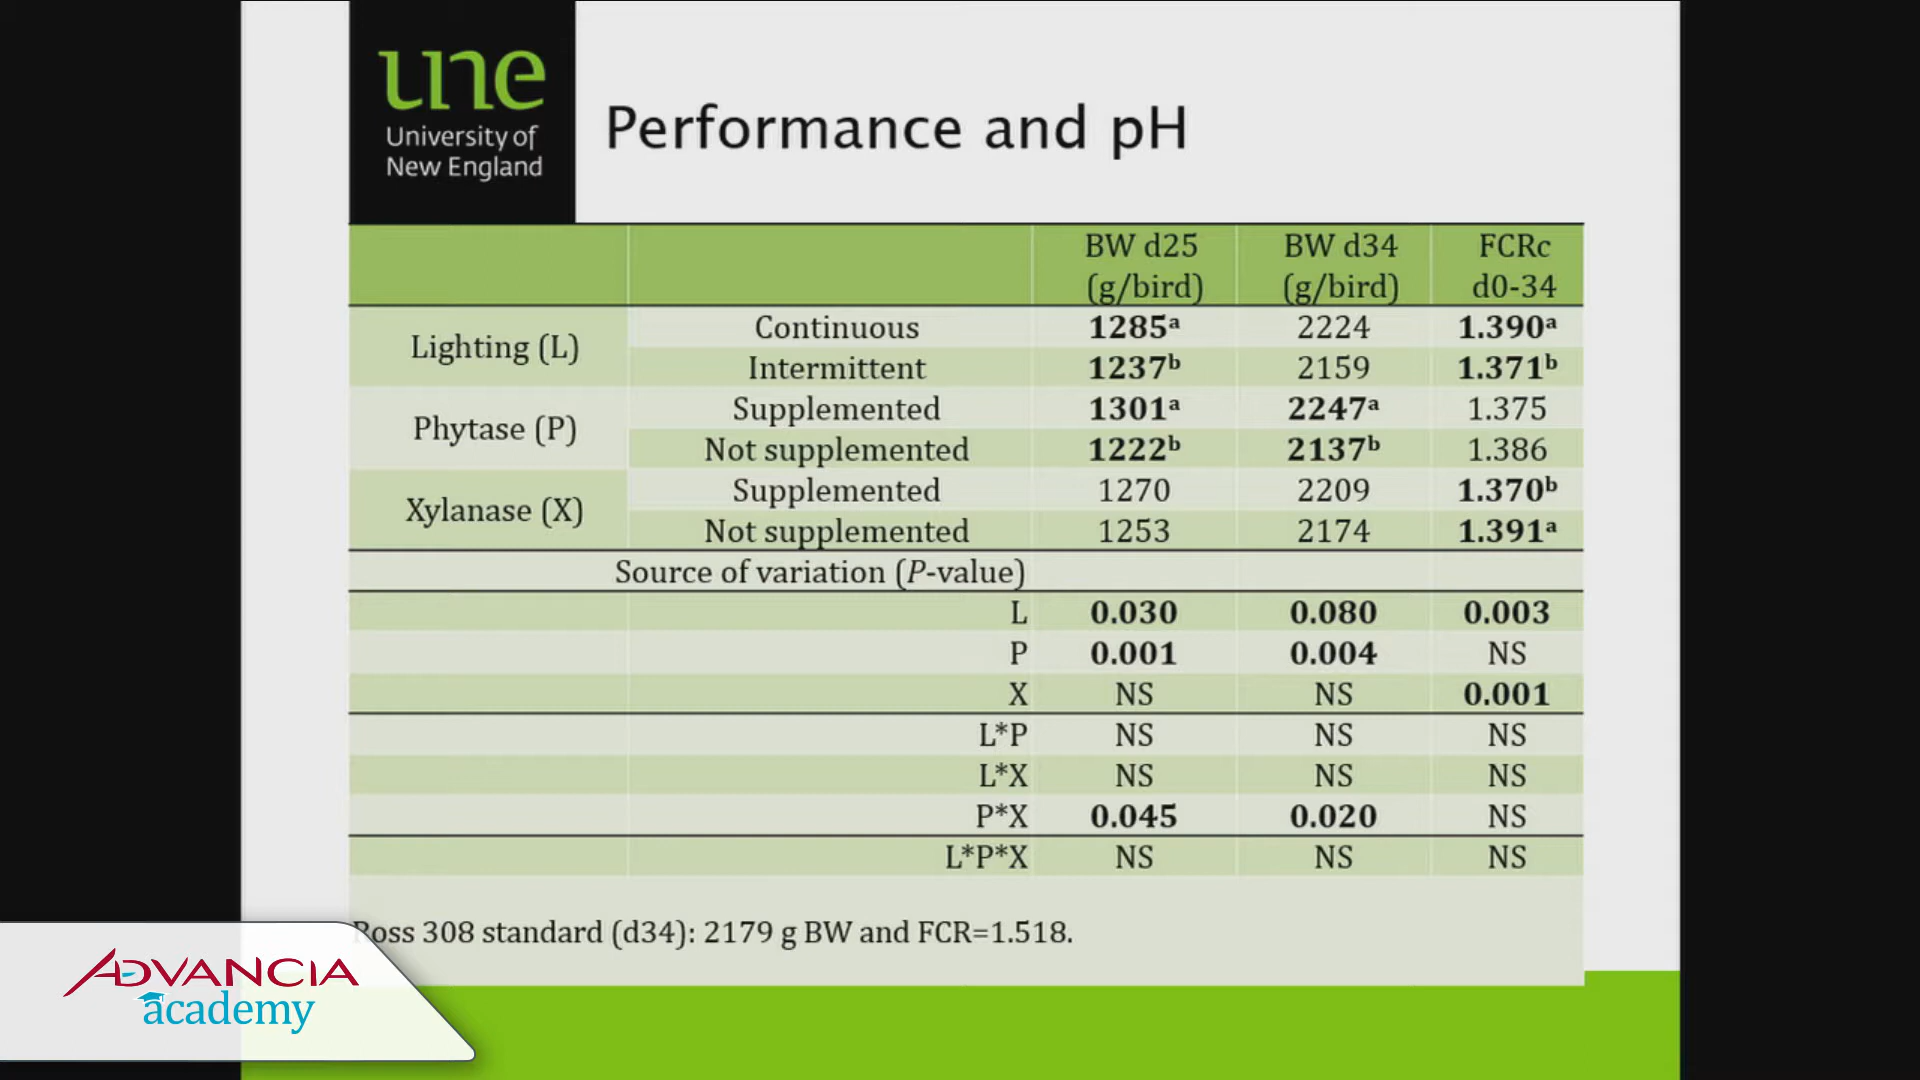 une
University of
New England
Performance and pH
BW d25 BW d34 FCRc
(g/bird) (g/bird) d0-34
Lighting (L) Continuous 1285ᵃ 2224 1.390ᵃ
Intermittent 1237ᵇ 2159 1.371ᵇ
Phytase (P) Supplemented 1301ᵃ 2247ᵃ 1.375
Not supplemented 1222ᵇ 2137ᵇ 1.386
Xylanase (X) Supplemented 1270 2209 1.370ᵇ
Not supplemented 1253 2174 1.391ᵃ
Source of variation (P-value)
L 0.030 0.080 0.003
P 0.001 0.004 NS
X NS NS 0.001
L*P NS NS NS
L*X NS NS NS
P*X 0.045 0.020 NS
L*P*X NS NS NS
Ross 308 standard (d34): 2179 g BW and FCR=1.518.
ADVANCIA
academy